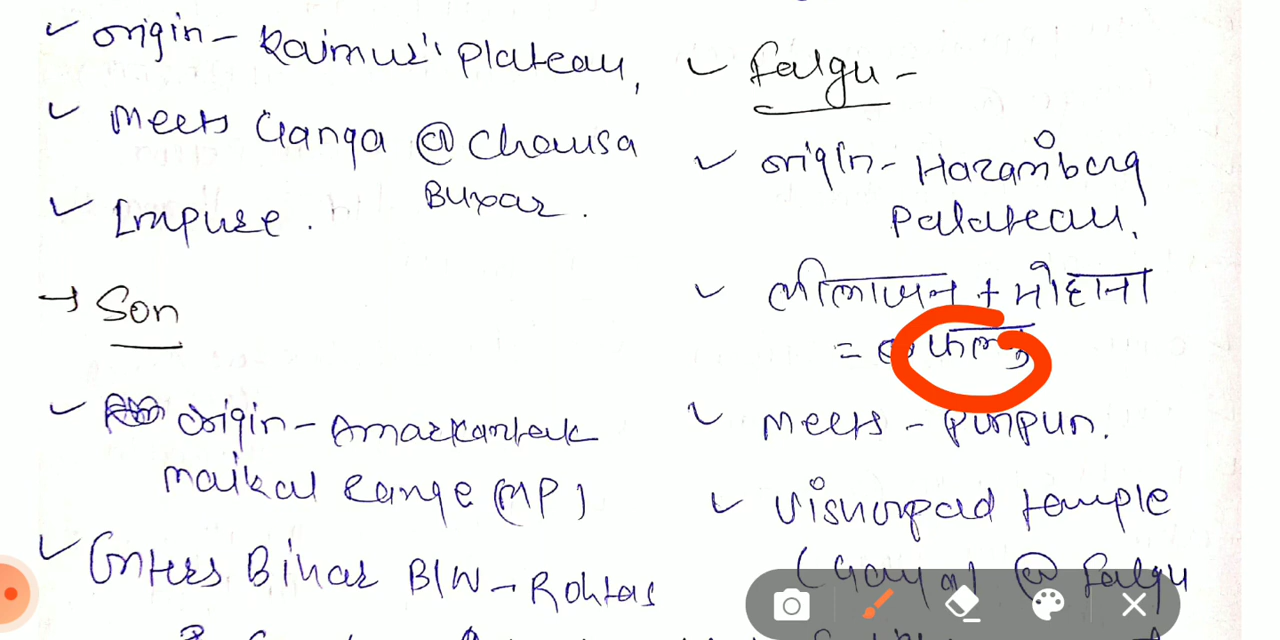 ✓ origin - Kaimur Plateau,
✓ Meets Ganga @ Chausa
Buxar.
✓ Impuse.
→ Son
✓ origin - Amarkantak
maikal Range (MP)
✓ Enters Bihar B/W - Rohtas
✓ Falgu -
✓ origin - Hazaribag
Palateau.
✓ लीलाजन + मोहाना
= फल्गु
✓ Meets - Punpun.
✓ Vishnupad temple
(Gaya) @ Falgu